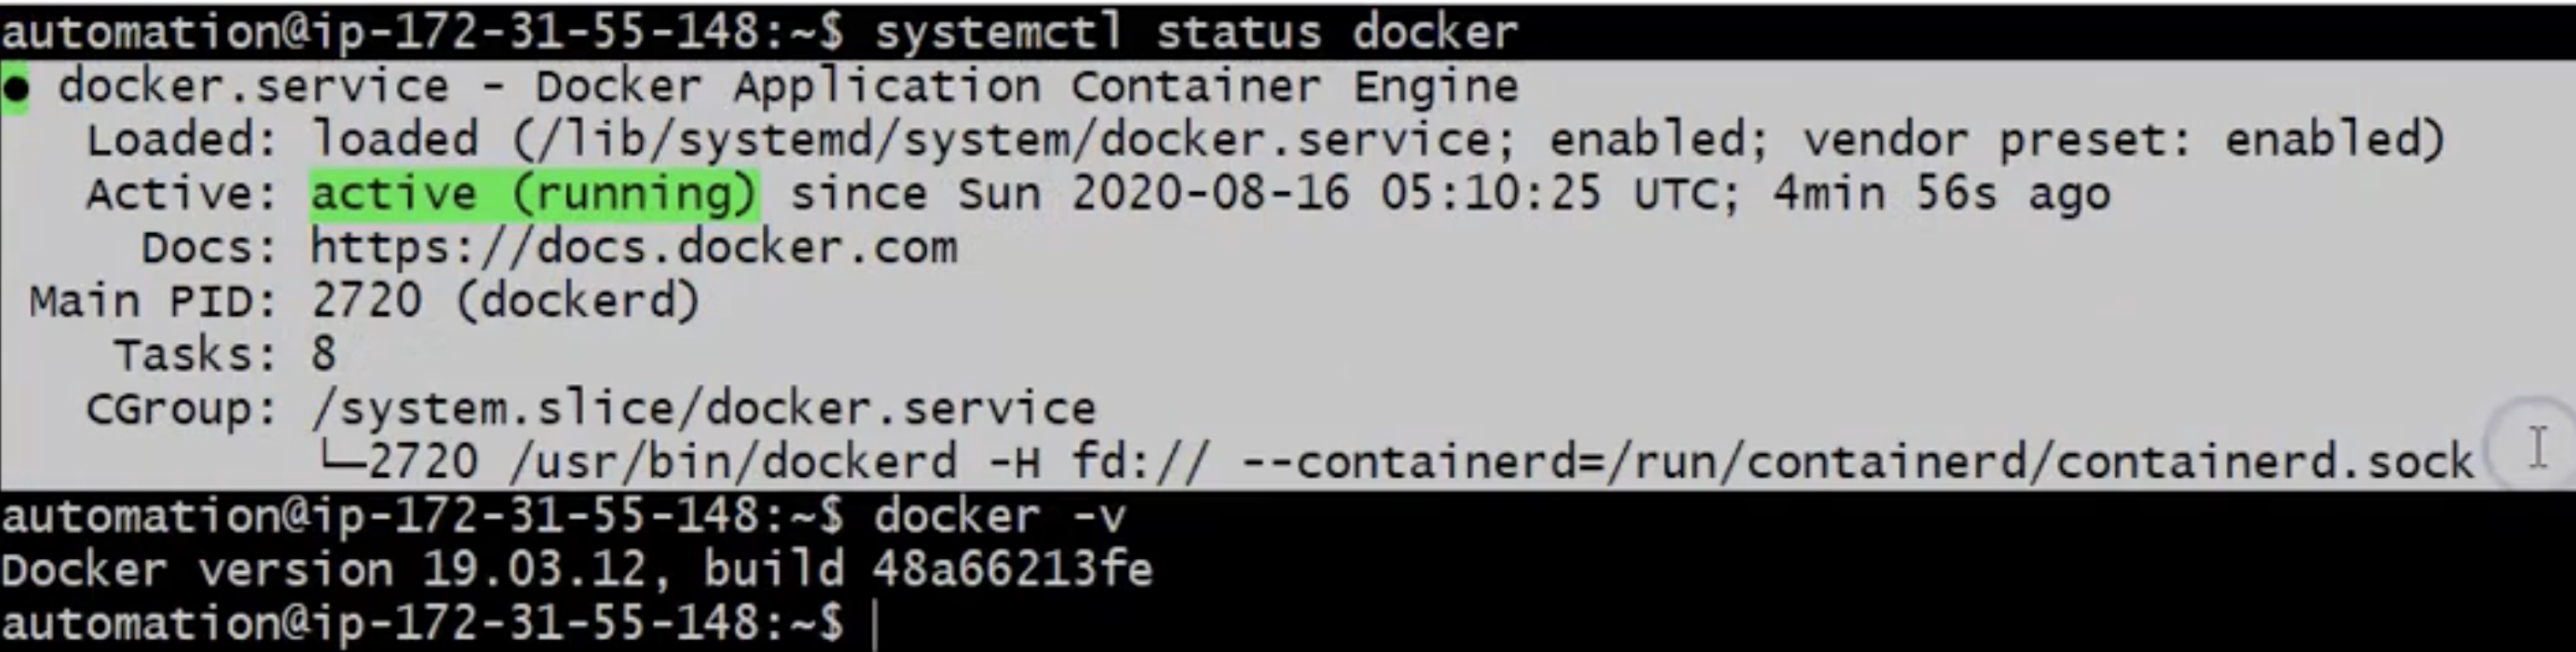 automation@ip-172-31-55-148:~$ systemctl status docker
● docker.service - Docker Application Container Engine
   Loaded: loaded (/lib/systemd/system/docker.service; enabled; vendor preset: enabled)
   Active: active (running) since Sun 2020-08-16 05:10:25 UTC; 4min 56s ago
     Docs: https://docs.docker.com
 Main PID: 2720 (dockerd)
    Tasks: 8
   CGroup: /system.slice/docker.service
           └─2720 /usr/bin/dockerd -H fd:// --containerd=/run/containerd/containerd.sock
automation@ip-172-31-55-148:~$ docker -v
Docker version 19.03.12, build 48a66213fe
automation@ip-172-31-55-148:~$